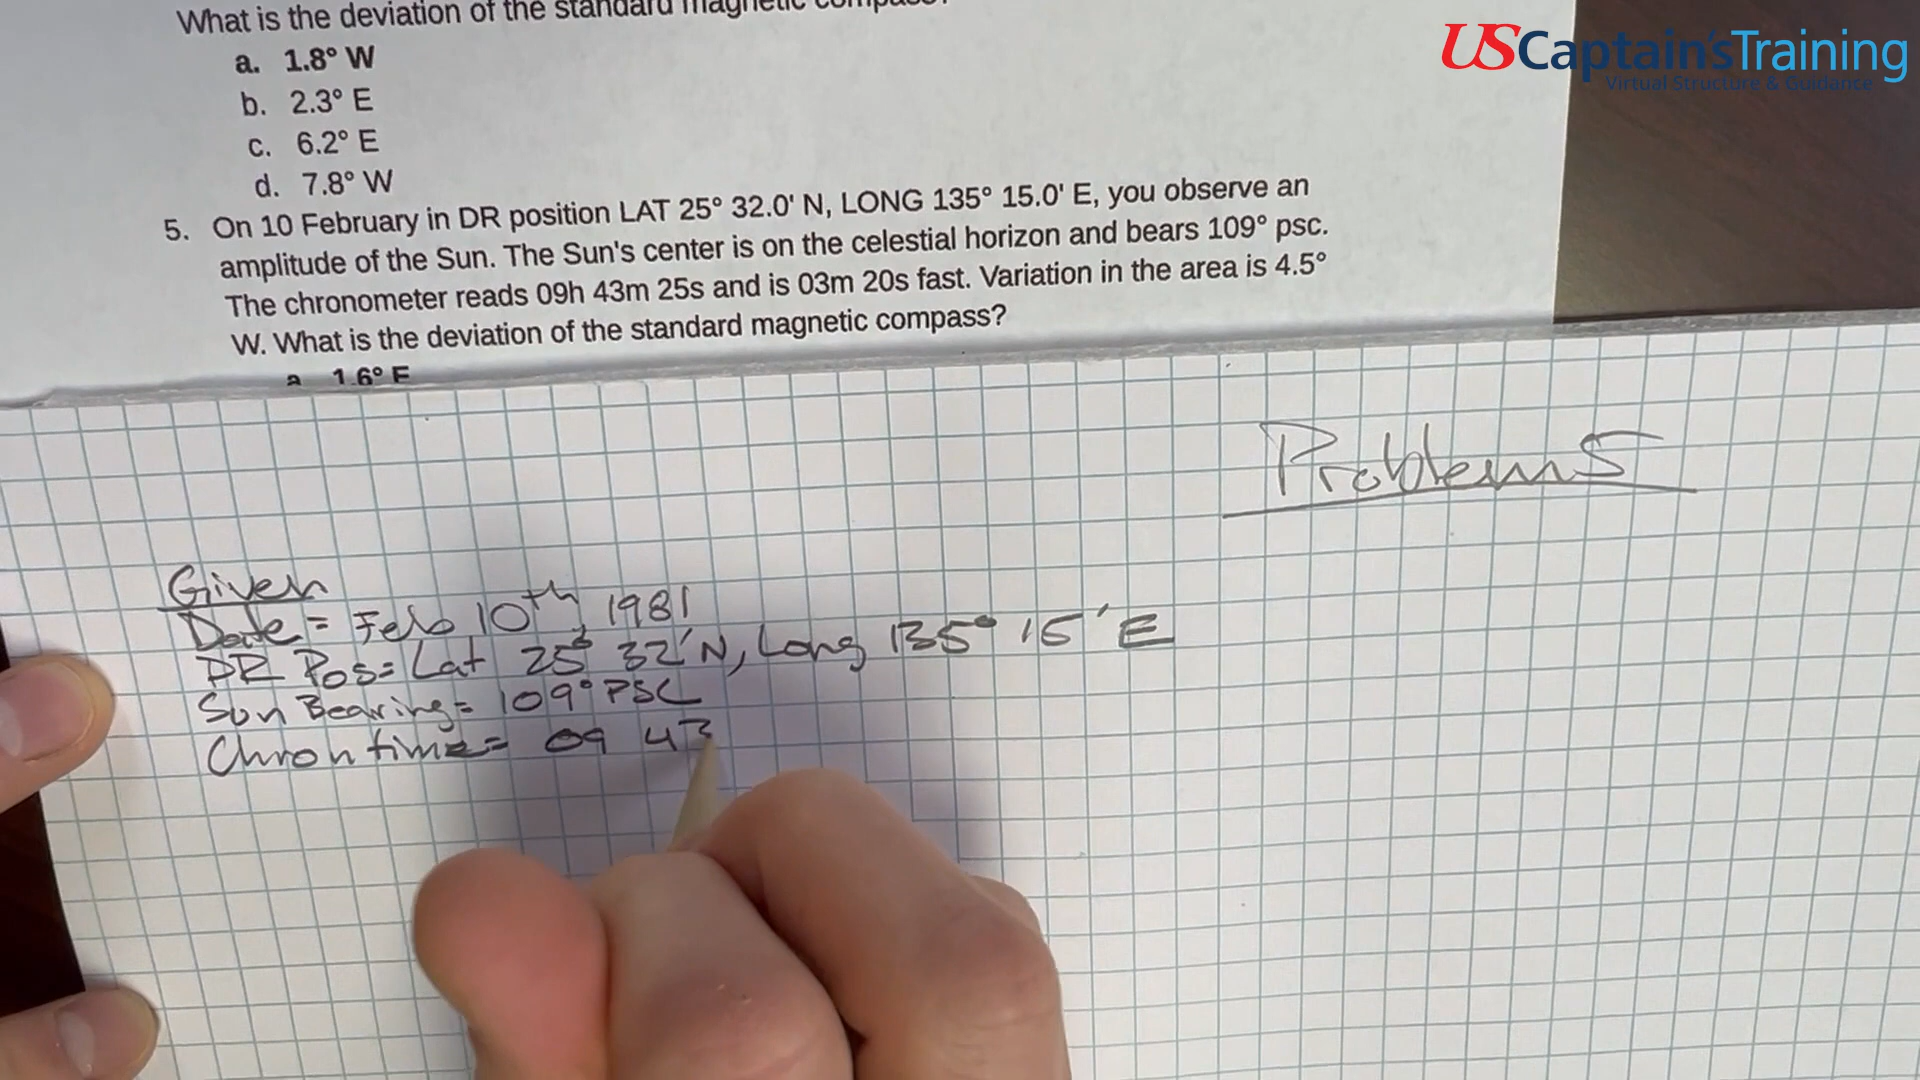 What is the deviation of the standard magnetic compass?
a. 1.8° W
b. 2.3° E
c. 6.2° E
d. 7.8° W
5. On 10 February in DR position LAT 25° 32.0' N, LONG 135° 15.0' E, you observe an
amplitude of the Sun. The Sun's center is on the celestial horizon and bears 109° psc.
The chronometer reads 09h 43m 25s and is 03m 20s fast. Variation in the area is 4.5°
W. What is the deviation of the standard magnetic compass?
a 1.6° E
USCaptain'sTraining
Virtual Structure & Guidance
Problem 5
Given
Date = Feb 10th, 1981
DR Pos= Lat 25° 32' N, Long 135° 15' E
Sun Bearing= 109° PSC
Chron time= 09 43